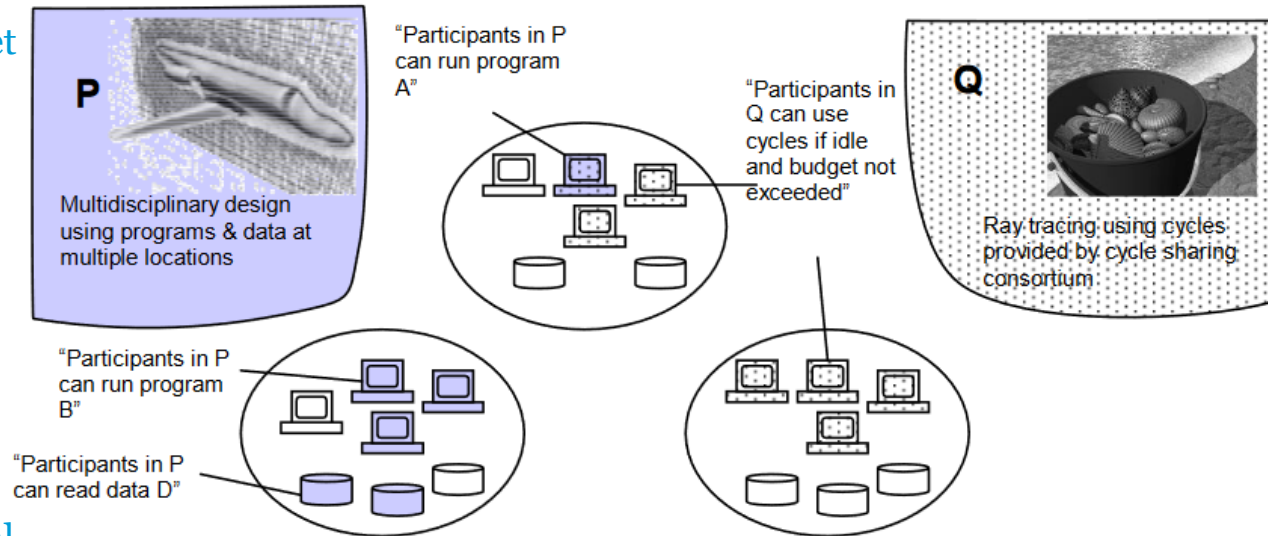 et
P
Multidisciplinary design
using programs & data at
multiple locations
“Participants in P
can run program
A”
“Participants in
Q can use
cycles if idle
and budget not
exceeded”
Q
Ray tracing using cycles
provided by cycle sharing
consortium
“Participants in P
can run program
B”
“Participants in P
can read data D”